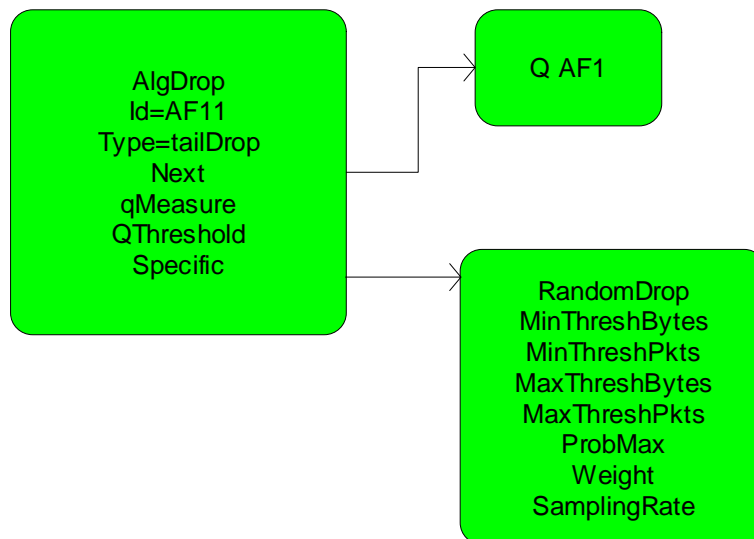 AlgDrop
Id=AF11
Type=tailDrop
Next
qMeasure
QThreshold
Specific
Q AF1
RandomDrop
MinThreshBytes
MinThreshPkts
MaxThreshBytes
MaxThreshPkts
ProbMax
Weight
SamplingRate